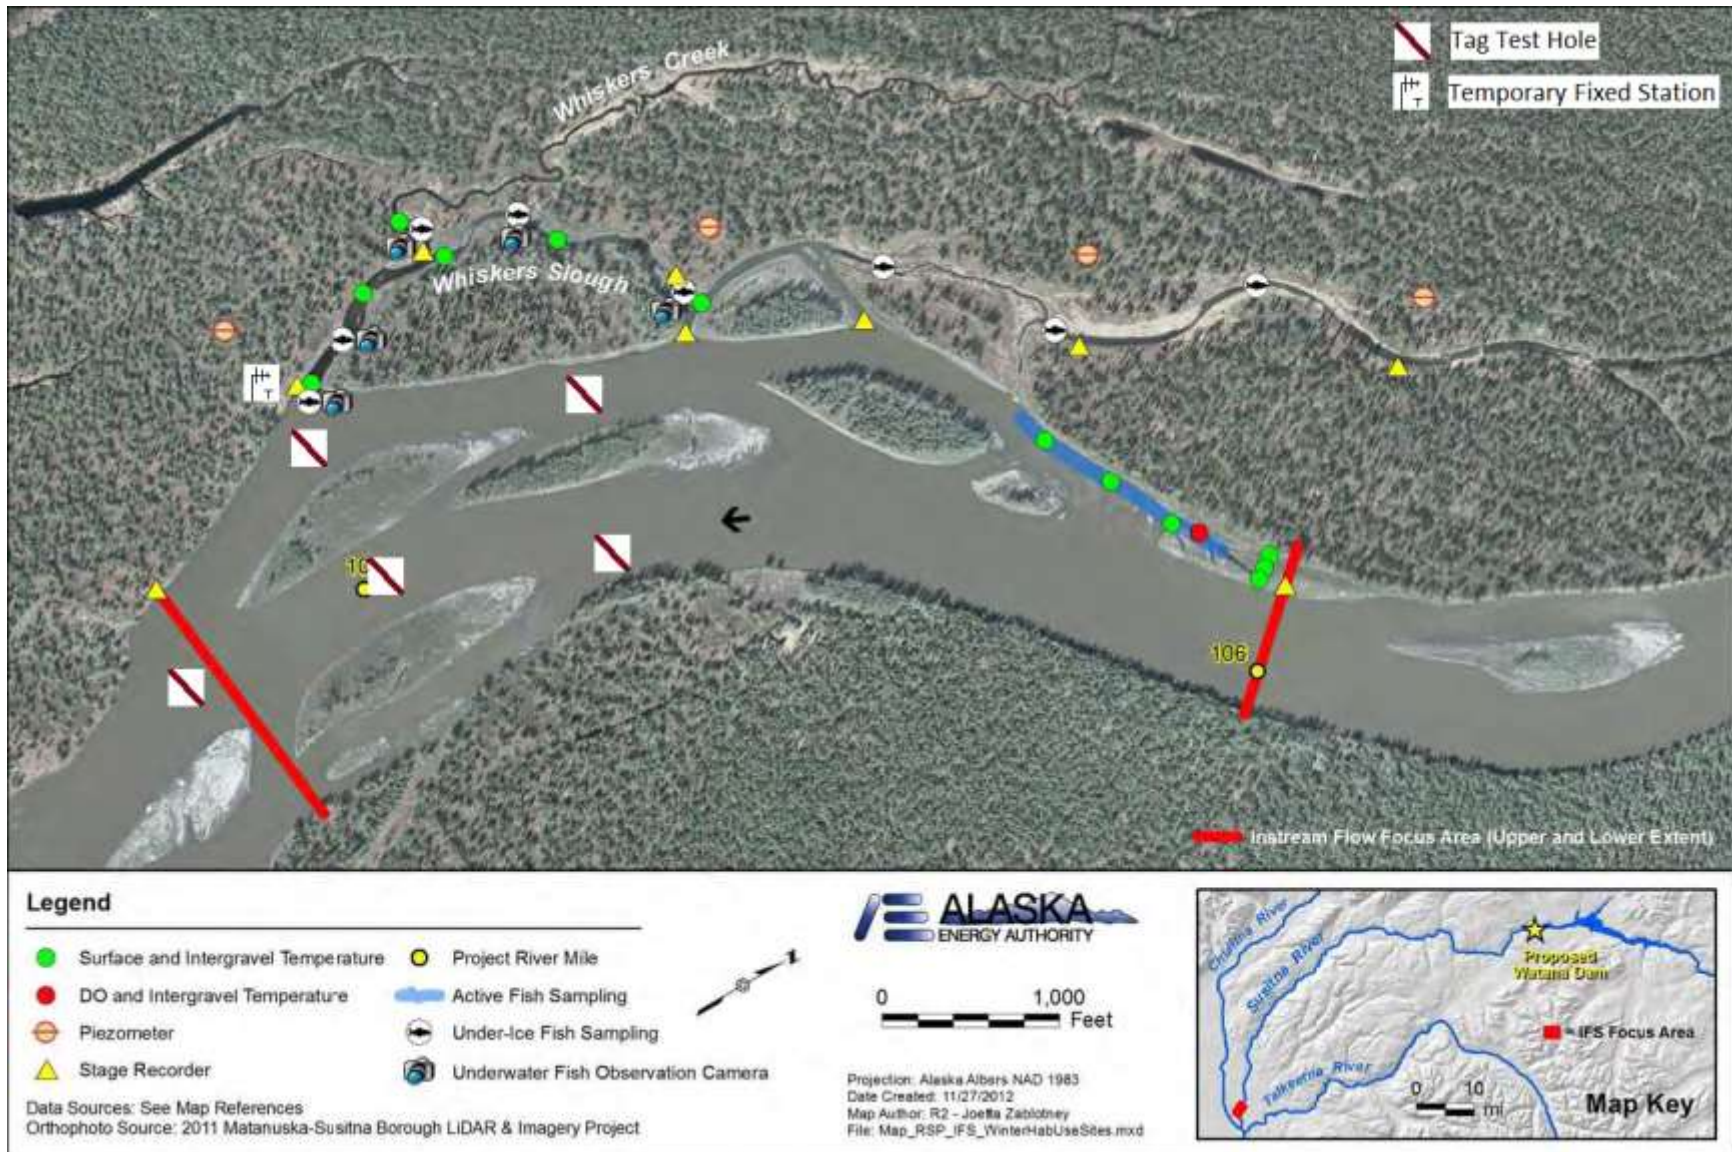 Tag Test Hole
Temporary Fixed Station
Whiskers Creek
Whiskers Slough
10
106
Instream Flow Focus Area (Upper and Lower Extent)
Legend
Surface and Intergravel Temperature
DO and Intergravel Temperature
Piezometer
Stage Recorder
Project River Mile
Active Fish Sampling
Under-Ice Fish Sampling
Underwater Fish Observation Camera
Data Sources: See Map References
Orthophoto Source: 2011 Matanuska-Susitna Borough LiDAR & Imagery Project
ALASKA
ENERGY AUTHORITY
0 1,000
Feet
Projection: Alaska Albers NAD 1983
Date Created: 11/27/2012
Map Author: R2 - Joetta Zablotney
File: Map_RSP_IFS_WinterHabUseSites.mxd
Chulitna River
Susitna River
Proposed
Watana Dam
= IFS Focus Area
Talkeetna River
0 10
mi
Map Key